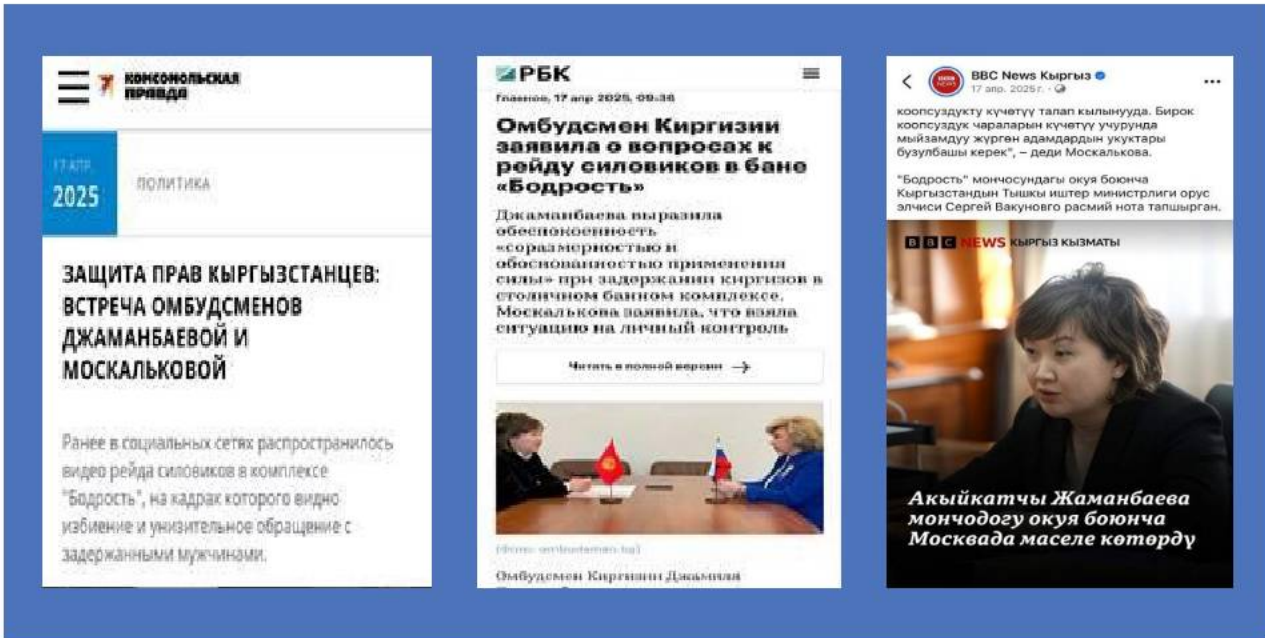 КОМСОМОЛЬСКАЯ
ПРАВДА
17 АПР.
2025
ПОЛИТИКА
ЗАЩИТА ПРАВ КЫРГЫЗСТАНЦЕВ:
ВСТРЕЧА ОМБУДСМЕНОВ
ДЖАМАНБАЕВОЙ И
МОСКАЛЬКОВОЙ
Ранее в социальных сетях распространилось
видео рейда силовиков в комплексе
"Бодрость", на кадрах которого видно
избиение и унизительное обращение с
задержанными мужчинами.
РБК
Главное, 17 апр 2025, 09:36
Омбудсмен Киргизии
заявила о вопросах к
рейду силовиков в бане
«Бодрость»
Джаманбаева выразила
обеспокоенность
«соразмерностью и
обоснованностью применения
силы» при задержании киргизов в
столичном банном комплексе.
Москалькова заявила, что взяла
ситуацию на личный контроль
Читать в полной версии →
(Фото: ombudsman.kg)
Омбудсмен Киргизии Джамиля
BBC News Кыргыз
17 апр. 2025 г.
коопсуздукту күчөтүү талап кылынууда. Бирок
коопсуздук чараларын күчөтүү учурунда
мыйзамдуу жүргөн адамдардын укуктары
бузулбашы керек", – деди Москалькова.
"Бодрость" мончосундагы окуя боюнча
Кыргызстандын Тышкы иштер министрлиги орус
элчиси Сергей Вакуновго расмий нота тапшырган.
BBC NEWS КЫРГЫЗ КЫЗМАТЫ
Акыйкатчы Жаманбаева
мончодогу окуя боюнча
Москвада маселе көтөрдү